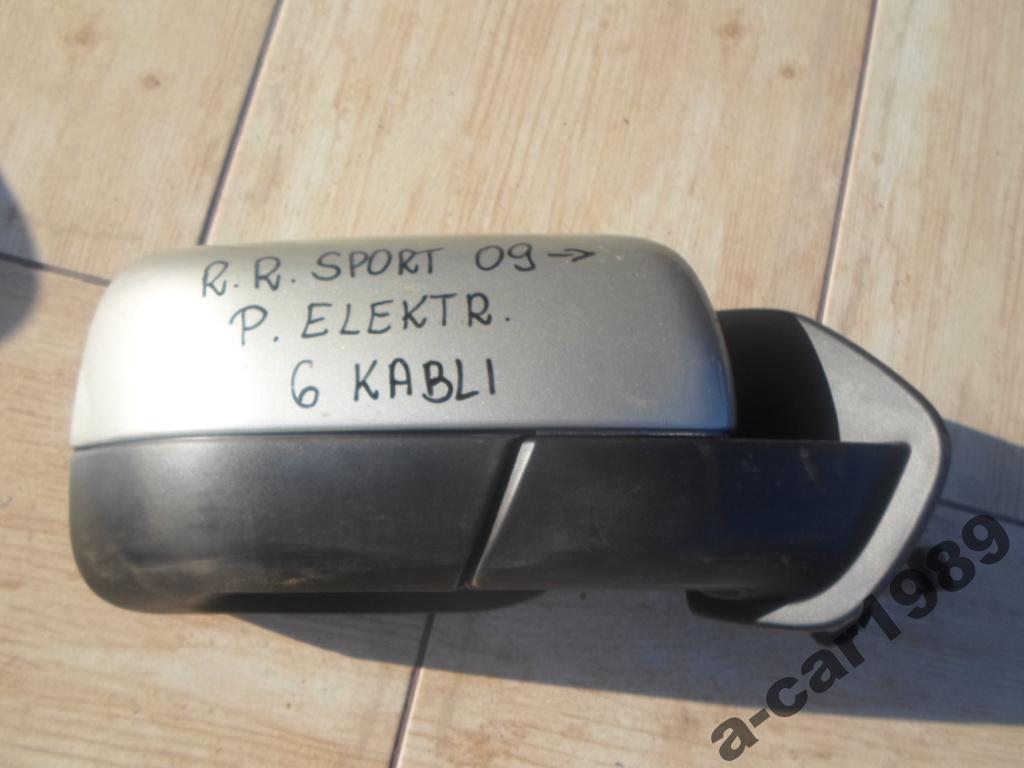 R. R. SPORT 09 →
P. ELEKTR.
6 KABLI
a-car1989